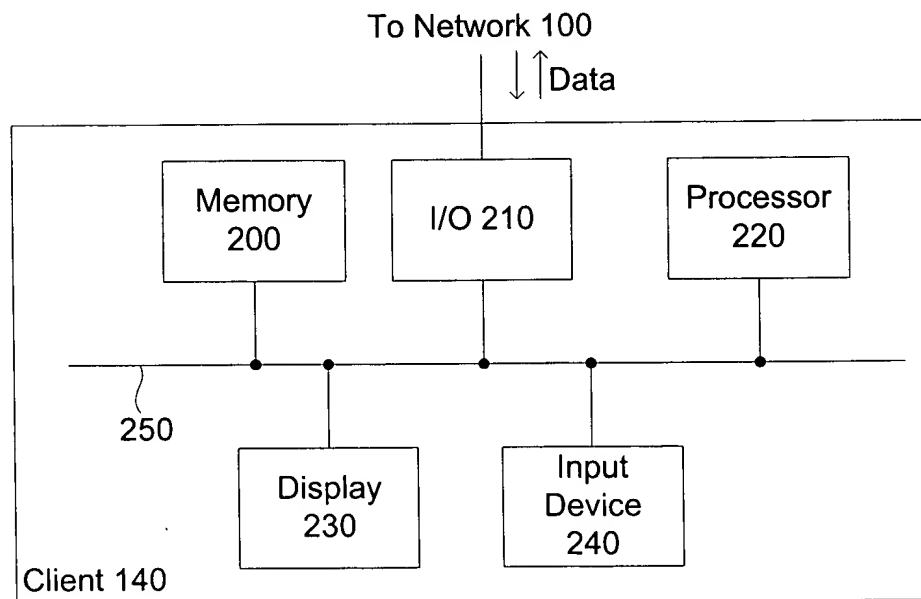 To Network 100
Data
Memory
200
I/O 210
Processor
220
250
Display
230
Input
Device
240
Client 140